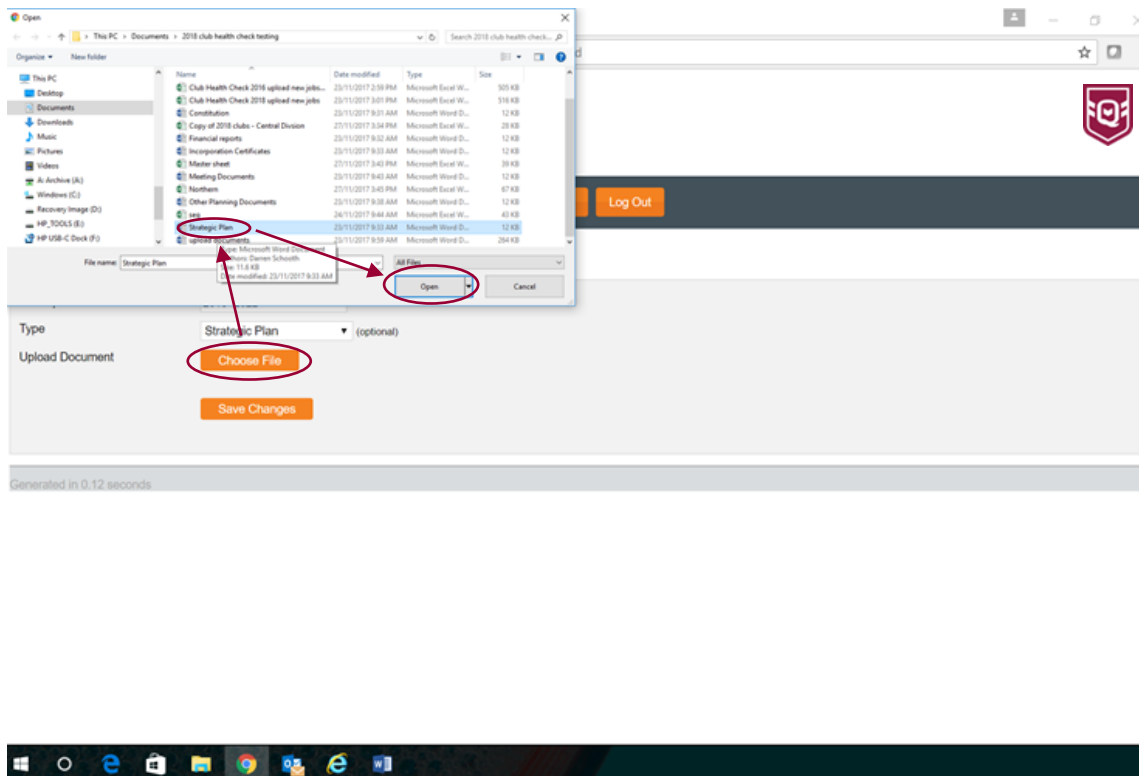 Open
This PC > Documents > 2018 club health check testing
Search 2018 club health check...
Organize
New folder
This PC
Desktop
Documents
Downloads
Music
Pictures
Videos
A: Archive (A:)
Windows (C:)
Recovery Image (D:)
HP_TOOLS (E:)
HP USB-C Dock (F:)
Name Date modified Type Size
Club Health Check 2018 upload new jobs... 23/11/2017 2:59 PM Microsoft Excel W... 505 KB
Club Health Check 2018 upload new jobs 23/11/2017 3:01 PM Microsoft Excel W... 516 KB
Constitution 23/11/2017 9:31 AM Microsoft Word D... 12 KB
Copy of 2018 clubs - Central Divsion 27/11/2017 3:54 PM Microsoft Excel W... 28 KB
Financial reports 23/11/2017 9:32 AM Microsoft Word D... 12 KB
Incorporation Certificates 23/11/2017 9:33 AM Microsoft Word D... 12 KB
Master sheet 27/11/2017 3:43 PM Microsoft Excel W... 39 KB
Meeting Documents 23/11/2017 9:43 AM Microsoft Word D... 12 KB
Northern 27/11/2017 3:45 PM Microsoft Excel W... 67 KB
Other Planning Documents 23/11/2017 9:38 AM Microsoft Word D... 12 KB
seq 24/11/2017 9:44 AM Microsoft Excel W... 43 KB
Strategic Plan 23/11/2017 9:33 AM Microsoft Word D... 12 KB
upload documents 23/11/2017 9:59 AM Microsoft Word D... 264 KB
Type: Microsoft Word Document
Authors: Darren Schooth
Size: 11.6 KB
Date modified: 23/11/2017 9:33 AM
File name: Strategic Plan
All Files
Open
Cancel
Log Out
Type
Strategic Plan
(optional)
Upload Document
Choose File
Save Changes
Generated in 0.12 seconds
Q